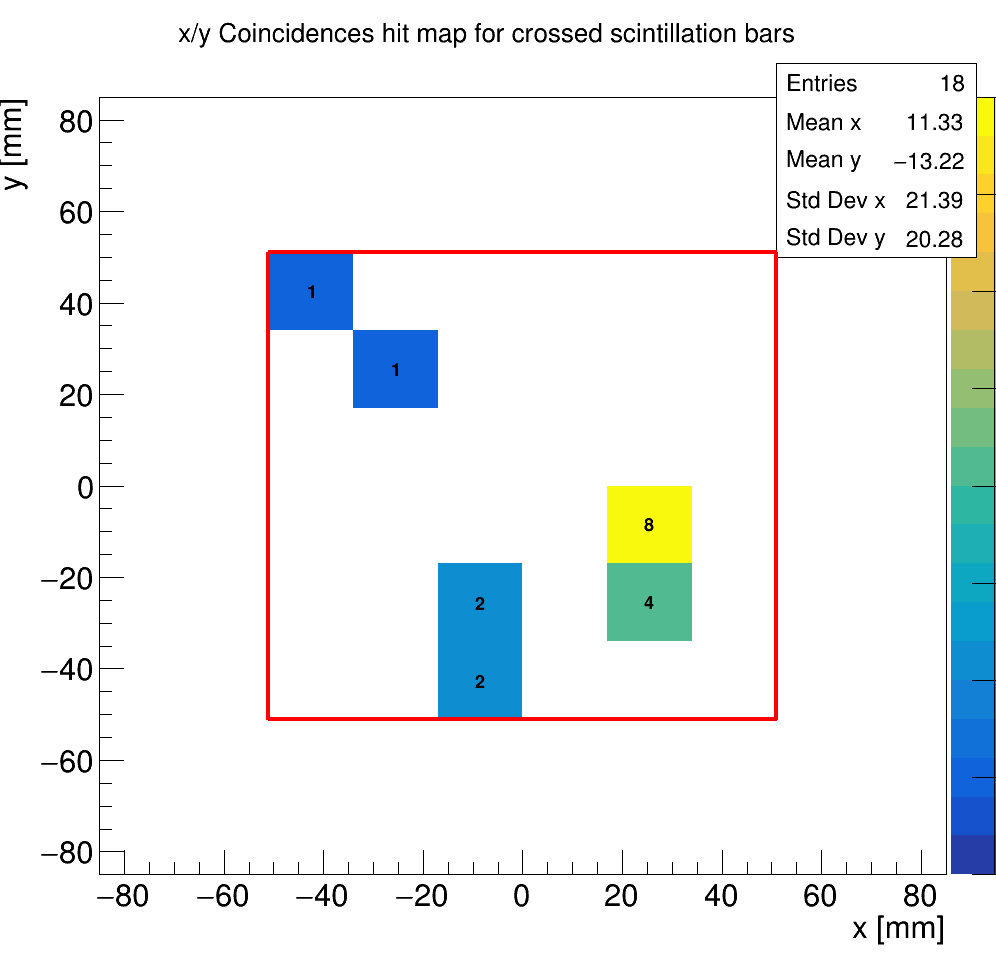 x/y Coincidences hit map for crossed scintillation bars
Entries 18
Mean x 11.33
Mean y −13.22
Std Dev x 21.39
Std Dev y 20.28
y [mm]
80
60
40
20
0
−20
−40
−60
−80
1
1
8
2
4
2
−80 −60 −40 −20 0 20 40 60 80
x [mm]